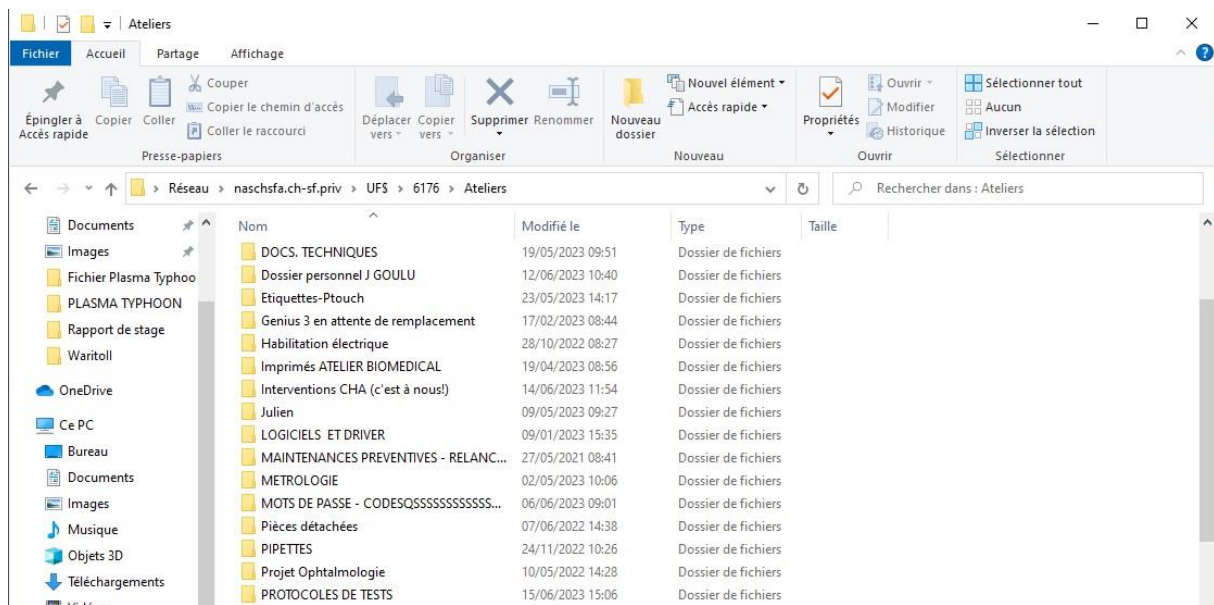 Ateliers
Fichier Accueil Partage Affichage
Épingler à Accès rapide
Copier
Coller
Couper
Copier le chemin d'accès
Coller le raccourci
Presse-papiers
Déplacer vers
Copier vers
Supprimer
Renommer
Organiser
Nouveau dossier
Nouvel élément
Accès rapide
Nouveau
Propriétés
Ouvrir
Modifier
Historique
Ouvrir
Sélectionner tout
Aucun
Inverser la sélection
Sélectionner
Réseau > naschsfa.ch-sf.priv > UF$ > 6176 > Ateliers
Rechercher dans : Ateliers
Documents
Images
Fichier Plasma Typhoo
PLASMA TYPHOON
Rapport de stage
Waritoll
OneDrive
Ce PC
Bureau
Documents
Images
Musique
Objets 3D
Téléchargements
Nom Modifié le Type Taille
DOCS. TECHNIQUES 19/05/2023 09:51 Dossier de fichiers
Dossier personnel J GOULU 12/06/2023 10:40 Dossier de fichiers
Etiquettes-Ptouch 23/05/2023 14:17 Dossier de fichiers
Genius 3 en attente de remplacement 17/02/2023 08:44 Dossier de fichiers
Habilitation électrique 28/10/2022 08:27 Dossier de fichiers
Imprimés ATELIER BIOMEDICAL 19/04/2023 08:56 Dossier de fichiers
Interventions CHA (c'est à nous!) 14/06/2023 11:54 Dossier de fichiers
Julien 09/05/2023 09:27 Dossier de fichiers
LOGICIELS ET DRIVER 09/01/2023 15:35 Dossier de fichiers
MAINTENANCES PREVENTIVES - RELANC... 27/05/2021 08:41 Dossier de fichiers
METROLOGIE 02/05/2023 10:06 Dossier de fichiers
MOTS DE PASSE - CODESQSSSSSSSSSSSS... 06/06/2023 09:01 Dossier de fichiers
Pièces détachées 07/06/2022 14:38 Dossier de fichiers
PIPETTES 24/11/2022 10:26 Dossier de fichiers
Projet Ophtalmologie 10/05/2022 14:28 Dossier de fichiers
PROTOCOLES DE TESTS 15/06/2023 15:06 Dossier de fichiers